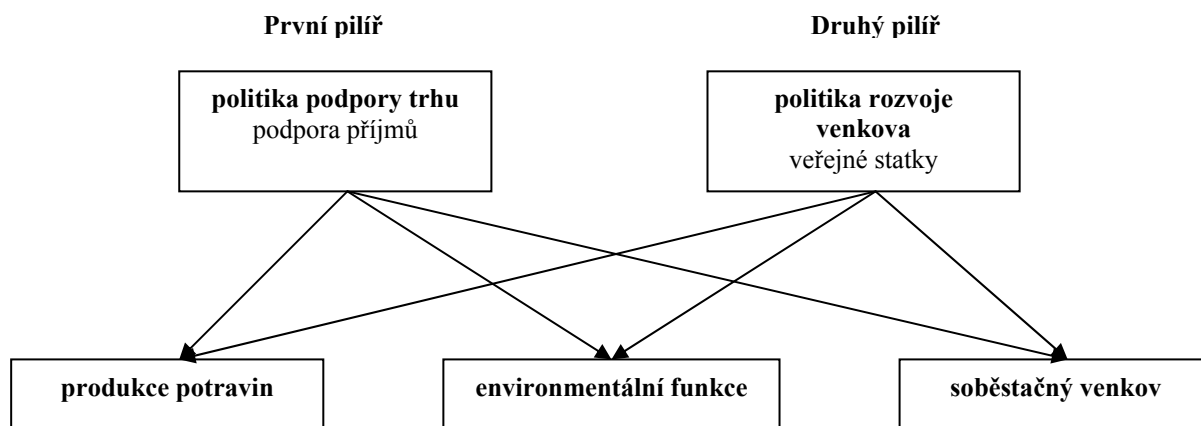 První pilíř
Druhý pilíř
politika podpory trhu
podpora příjmů
politika rozvoje
venkova
veřejné statky
produkce potravin
environmentální funkce
soběstačný venkov